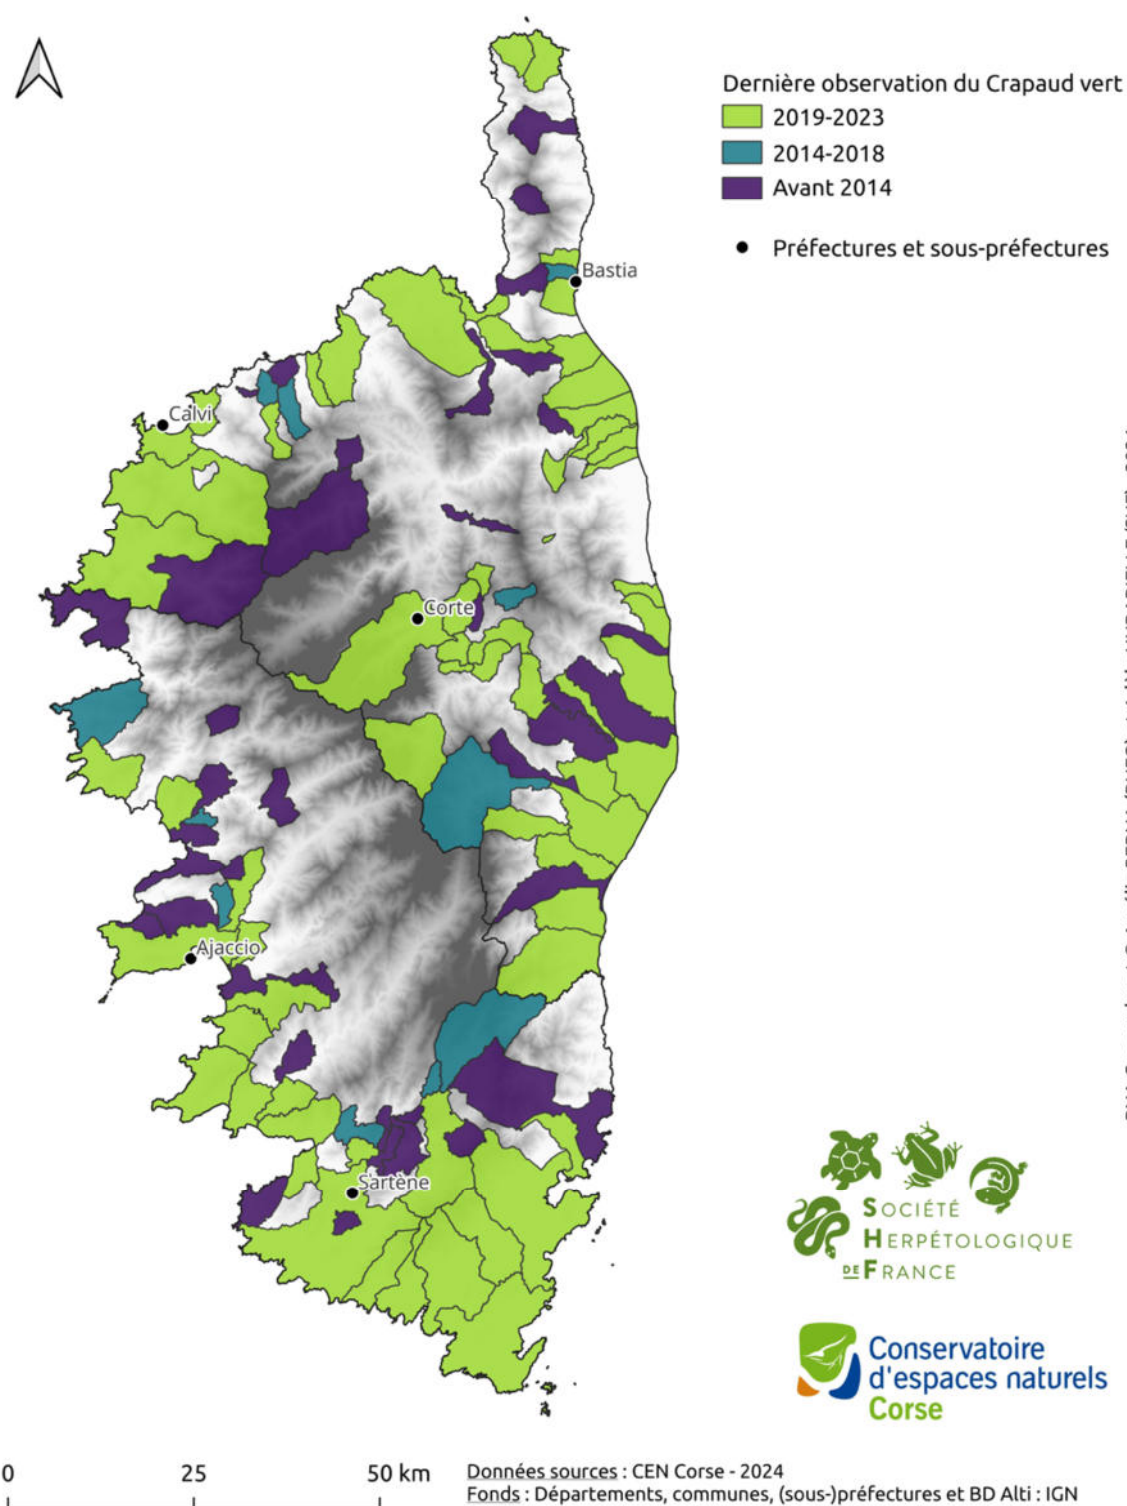 Dernière observation du Crapaud vert
2019-2023
2014-2018
Avant 2014
Préfectures et sous-préfectures
Bastia
Calvi
Corte
Ajaccio
Sartène
SOCIÉTÉ
HERPÉTOLOGIQUE
DE FRANCE
Conservatoire
d'espaces naturels
Corse
0 25 50 km
Données sources : CEN Corse - 2024
Fonds : Départements, communes, (sous-)préfectures et BD Alti : IGN